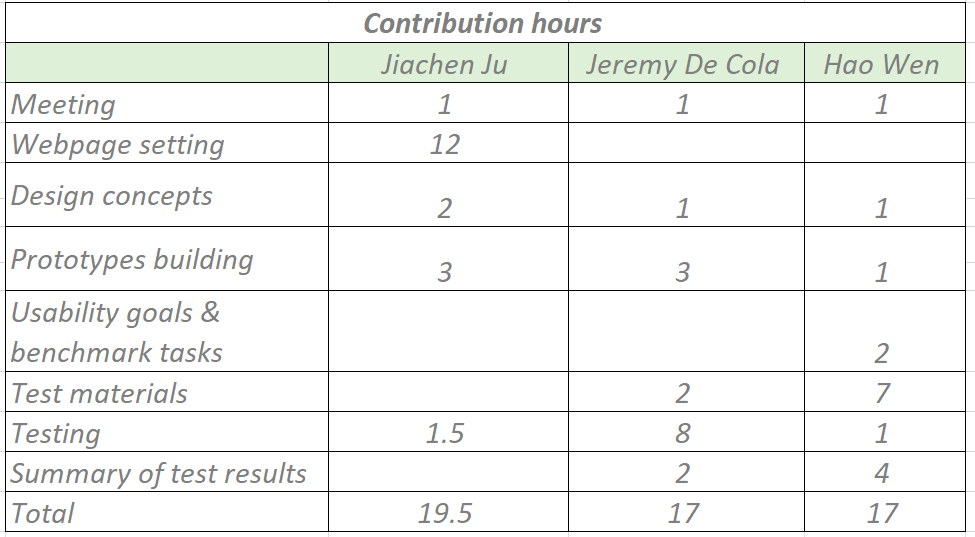 Contribution hours
Jiachen Ju Jeremy De Cola Hao Wen
Meeting 1 1 1
Webpage setting 12
Design concepts 2 1 1
Prototypes building 3 3 1
Usability goals &
benchmark tasks 2
Test materials 2 7
Testing 1.5 8 1
Summary of test results 2 4
Total 19.5 17 17